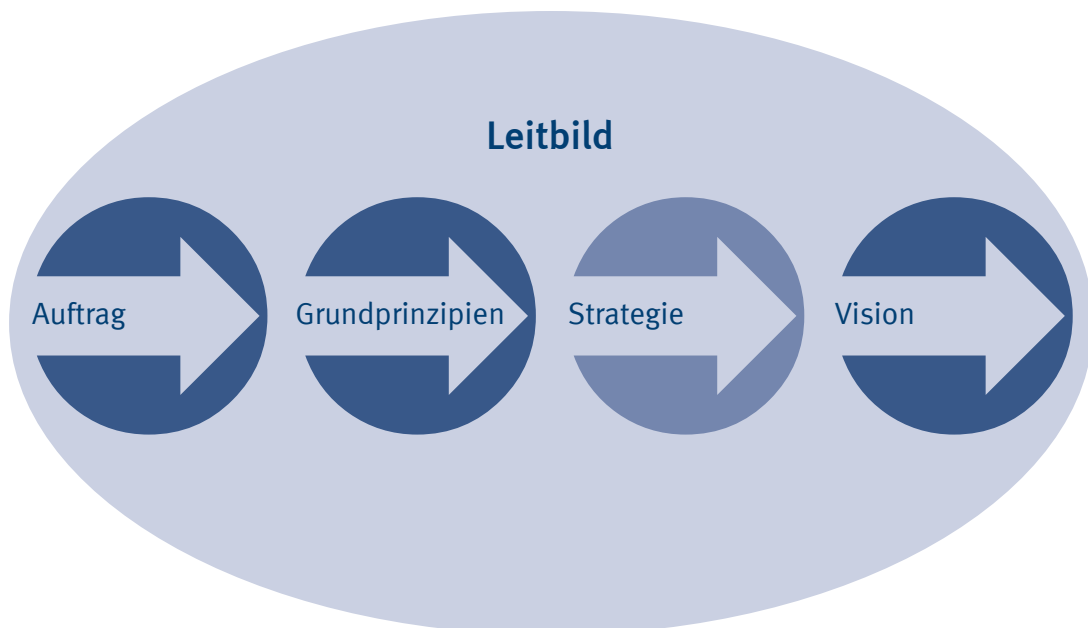 Leitbild
Auftrag
Grundprinzipien
Strategie
Vision